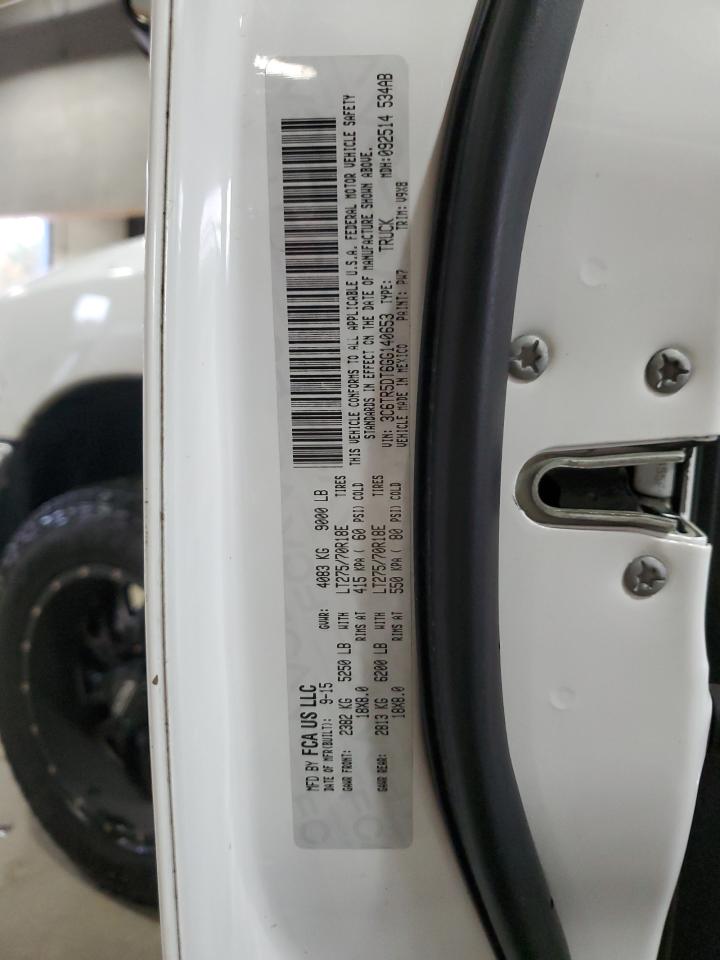 MFD BY FCA US LLC
DATE OF MFR(BUILT): 9-15 GVWR: 4083 KG 9000 LB
GAWR FRONT: 2382 KG 5250 LB WITH LT275/70R18E TIRES
18X8.0 RIMS AT 415 KPA ( 60 PSI) COLD
GAWR REAR: 2813 KG 6200 LB WITH LT275/70R18E TIRES
18X8.0 RIMS AT 550 KPA ( 80 PSI) COLD
THIS VEHICLE CONFORMS TO ALL APPLICABLE U.S.A. FEDERAL MOTOR VEHICLE SAFETY
STANDARDS IN EFFECT ON THE DATE OF MANUFACTURE SHOWN ABOVE.
VIN: 3C6TR5DT6GG140653 TYPE: TRUCK MDH:092514 534AB
VEHICLE MADE IN MEXICO PAINT: PW7 TRIM: V9X8